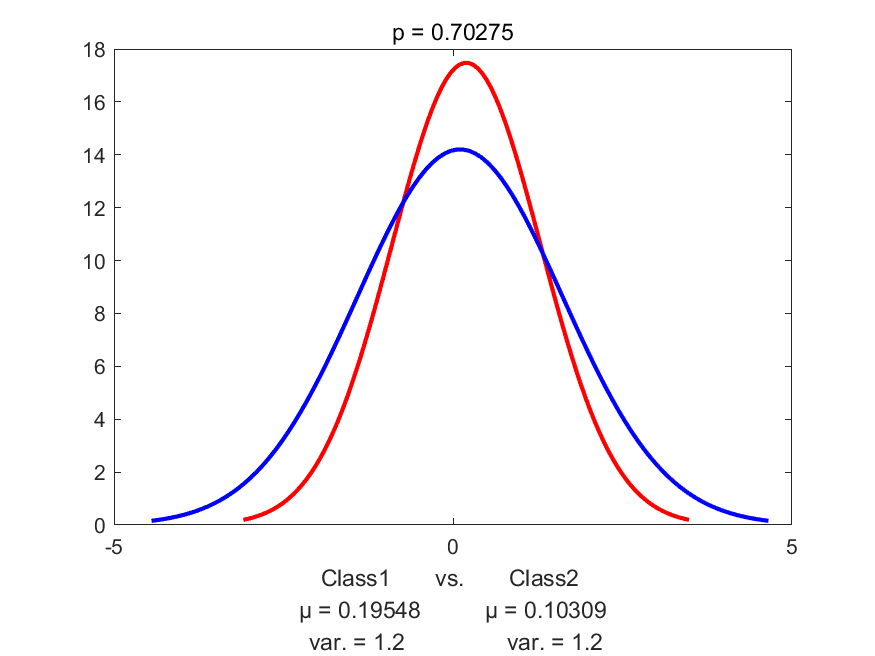 p = 0.70275
18
16
14
12
10
8
6
4
2
0
-5 0 5
Class1 vs. Class2
μ = 0.19548 μ = 0.10309
var. = 1.2 var. = 1.2